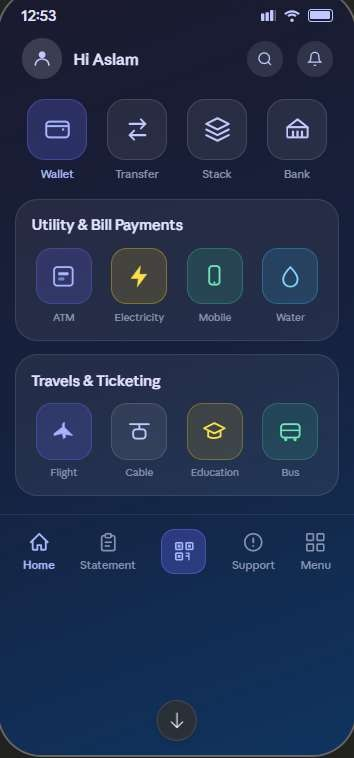 12:53
Hi Aslam
Wallet Transfer Stack Bank
Utility & Bill Payments
ATM Electricity Mobile Water
Travels & Ticketing
Flight Cable Education Bus
Home Statement Support Menu